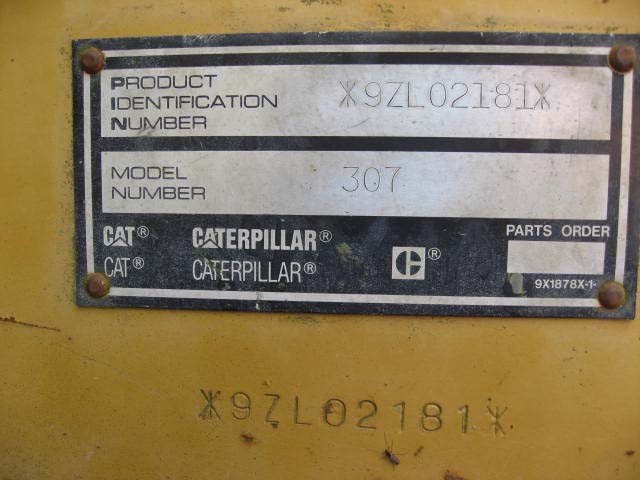 PRODUCT
IDENTIFICATION
NUMBER
*9ZL02181*
MODEL
NUMBER
307
CAT® CATERPILLAR®
CAT® CATERPILLAR®
C ®
PARTS ORDER
9X1878X-1-
*9ZL02181*